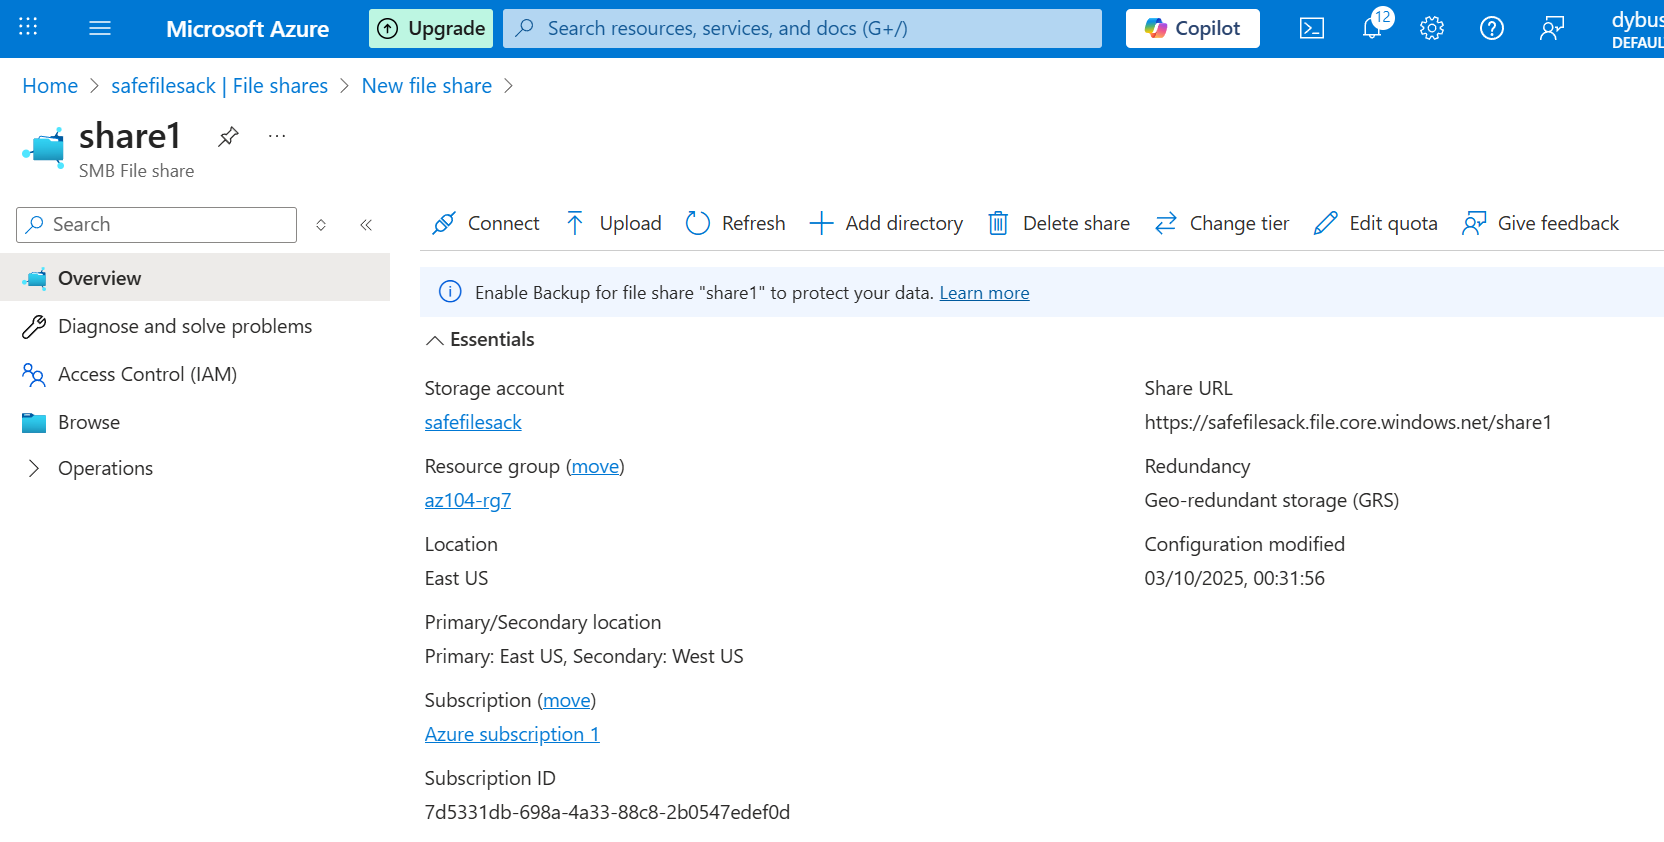 Microsoft Azure
Upgrade
Search resources, services, and docs (G+/)
Copilot
12
DEFAUL
Home > safefilesack | File shares > New file share >
share1
SMB File share
Search
Connect
Upload
Refresh
Add directory
Delete share
Change tier
Edit quota
Give feedback
Overview
Diagnose and solve problems
Access Control (IAM)
Browse
Operations
Enable Backup for file share "share1" to protect your data. Learn more
Essentials
Storage account
safefilesack
Resource group (move)
az104-rg7
Location
East US
Primary/Secondary location
Primary: East US, Secondary: West US
Subscription (move)
Azure subscription 1
Subscription ID
7d5331db-698a-4a33-88c8-2b0547edef0d
Share URL
https://safefilesack.file.core.windows.net/share1
Redundancy
Geo-redundant storage (GRS)
Configuration modified
03/10/2025, 00:31:56